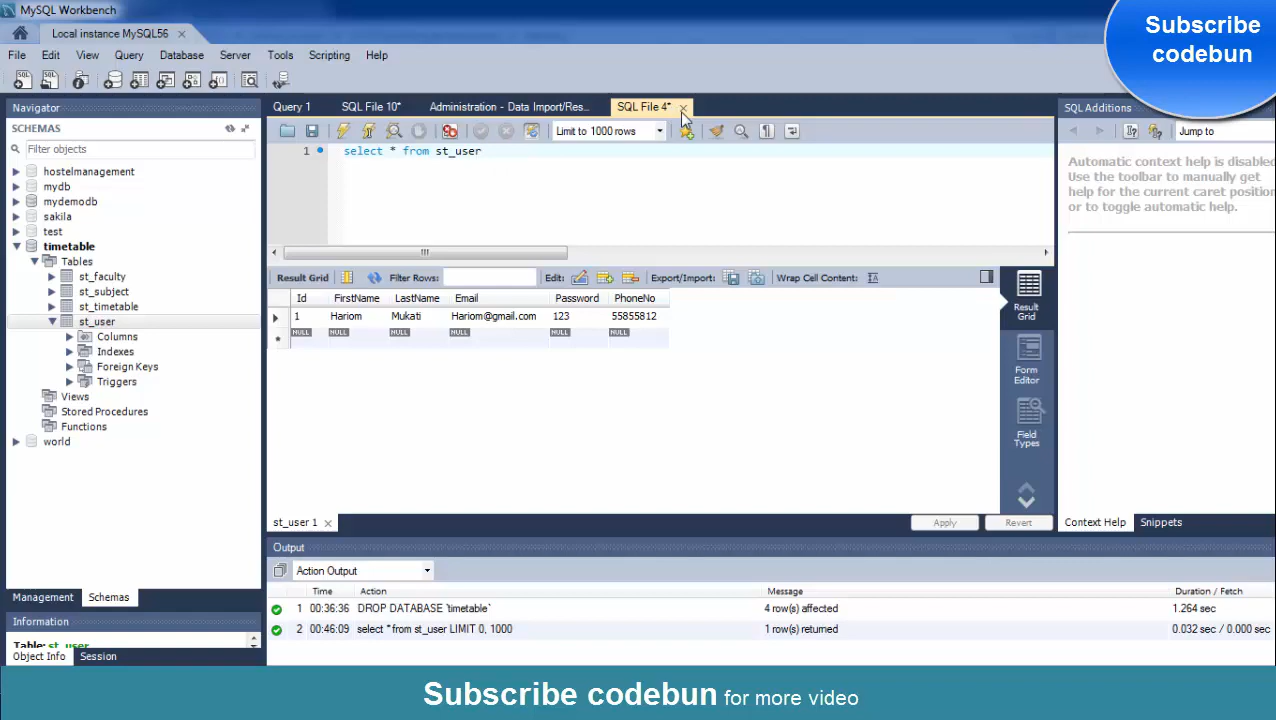 MySQL Workbench
Subscribe
codebun
Local instance MySQL56
File Edit View Query Database Server Tools Scripting Help
Navigator
SCHEMAS
Filter objects
hostelmanagement
mydb
mydemodb
sakila
test
timetable
Tables
st_faculty
st_subject
st_timetable
st_user
Columns
Indexes
Foreign Keys
Triggers
Views
Stored Procedures
Functions
world
Management Schemas
Information
Table: st_user
Object Info Session
Query 1 SQL File 10* Administration - Data Import/Res... SQL File 4*
Limit to 1000 rows
1 select * from st_user
Result Grid Filter Rows: Edit: Export/Import: Wrap Cell Content:
Id FirstName LastName Email Password PhoneNo
1 Hariom Mukati Hariom@gmail.com 123 55855812
NULL NULL NULL NULL NULL NULL
Result
Grid
Form
Editor
Field
Types
st_user 1 Apply Revert
SQL Additions
Jump to
Automatic context help is disabled
Use the toolbar to manually get
help for the current caret position
or to toggle automatic help.
Context Help Snippets
Output
Action Output
Time Action Message Duration / Fetch
1 00:36:36 DROP DATABASE `timetable` 4 row(s) affected 1.264 sec
2 00:46:09 select * from st_user LIMIT 0, 1000 1 row(s) returned 0.032 sec / 0.000 sec
Subscribe codebun for more video